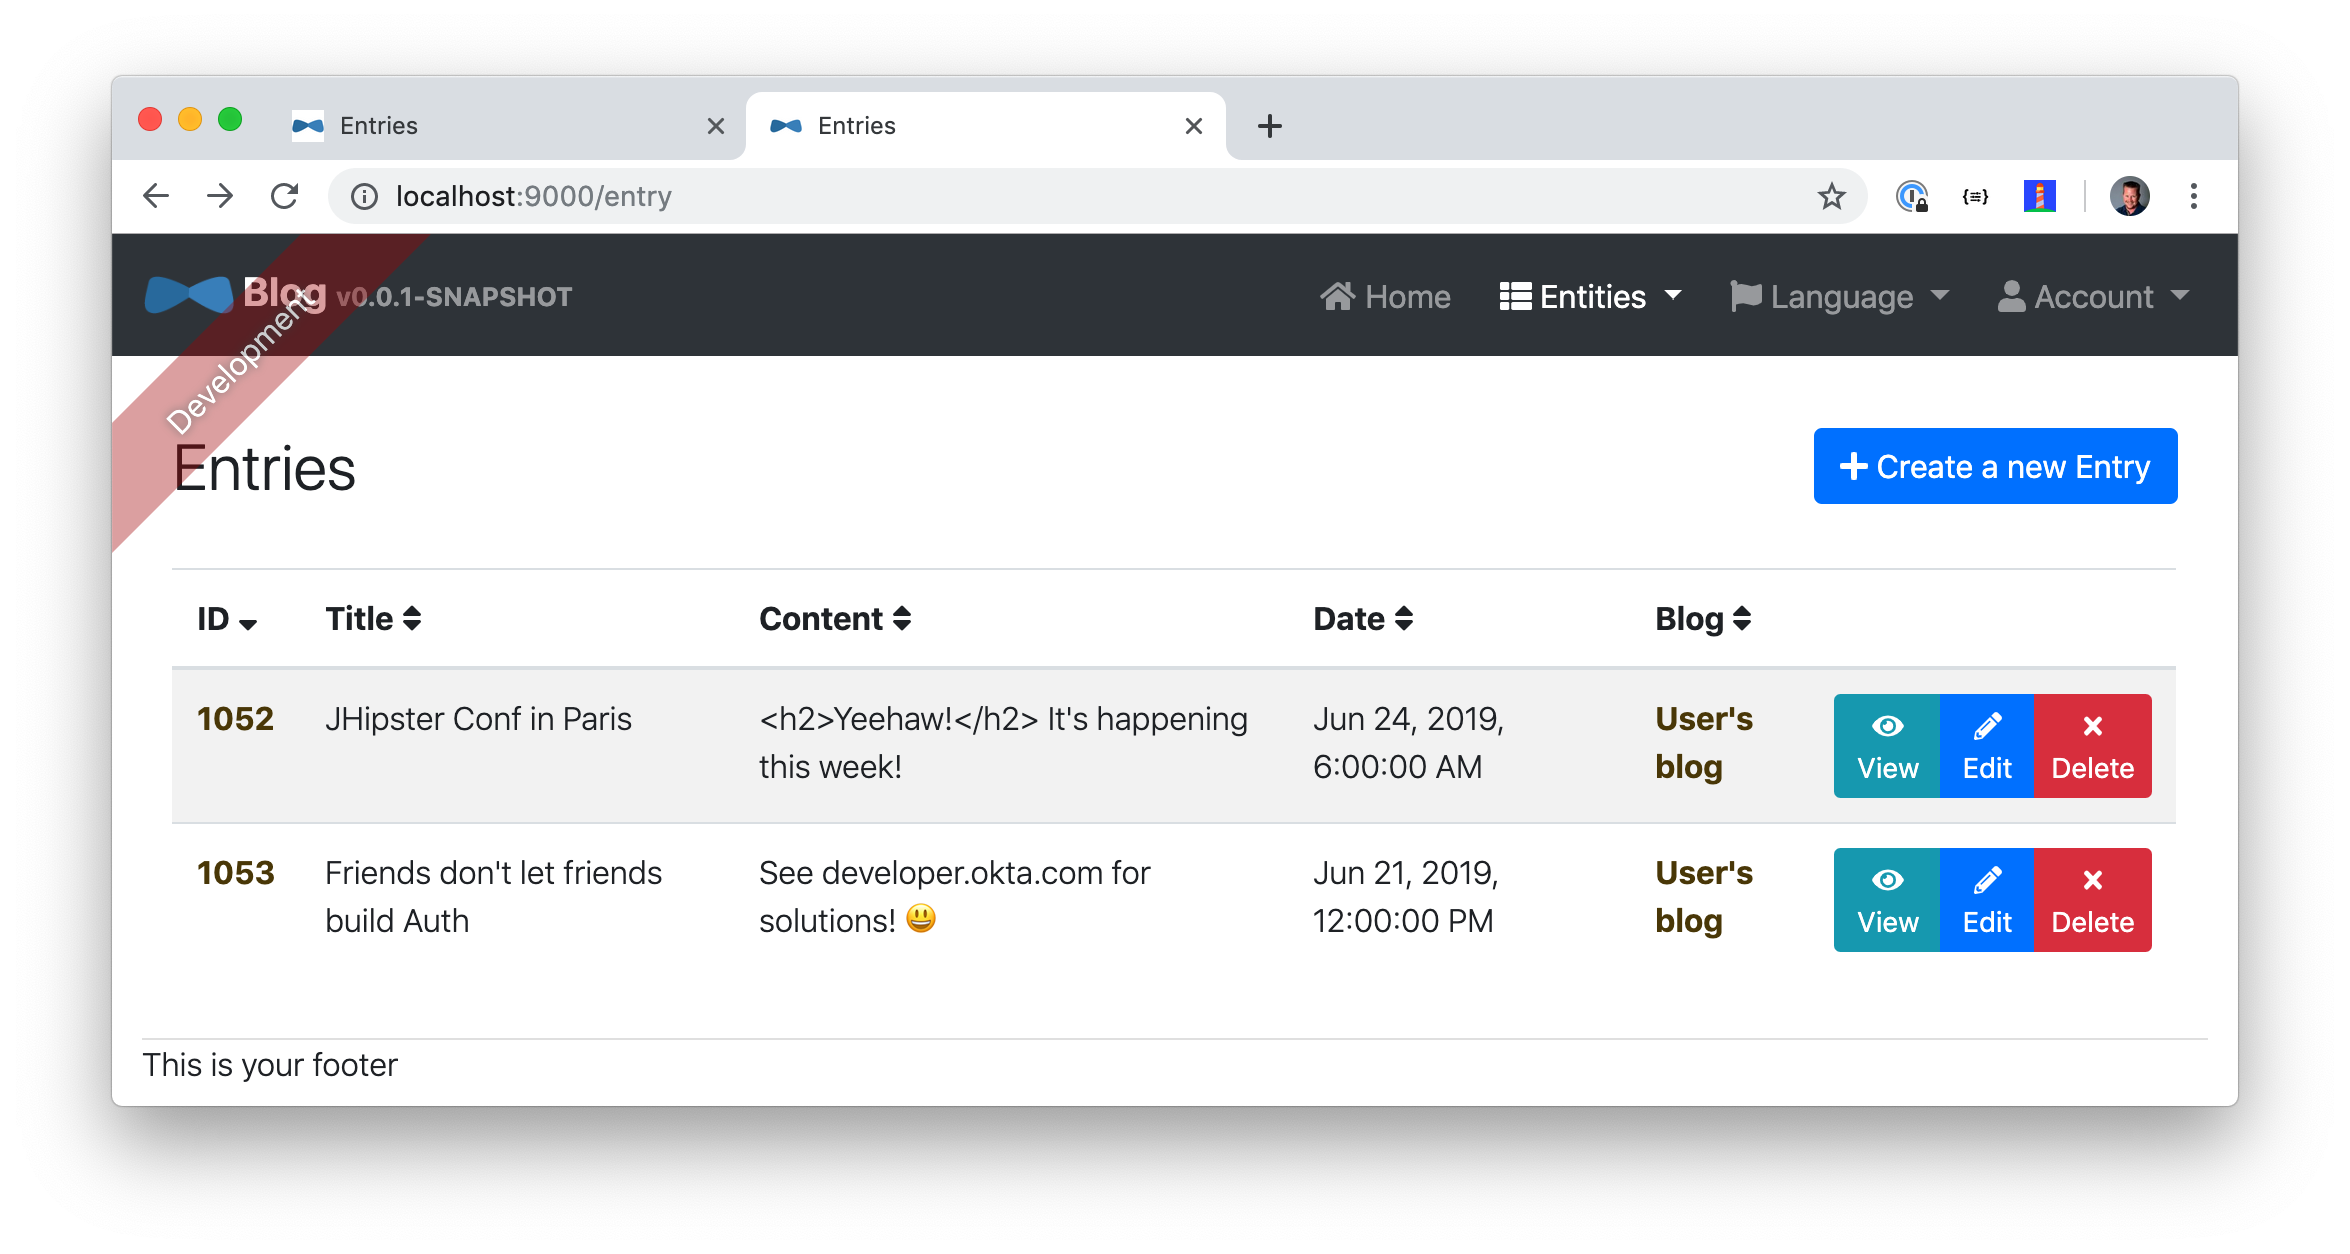 Entries
Entries
localhost:9000/entry
Blog v0.0.1-SNAPSHOT
Home
Entities
Language
Account
Development
Entries
Create a new Entry
ID Title Content Date Blog
1052 JHipster Conf in Paris <h2>Yeehaw!</h2> It's happening Jun 24, 2019, User's
this week! 6:00:00 AM blog
View Edit Delete
1053 Friends don't let friends See developer.okta.com for Jun 21, 2019, User's
build Auth solutions! 😃 12:00:00 PM blog
View Edit Delete
This is your footer